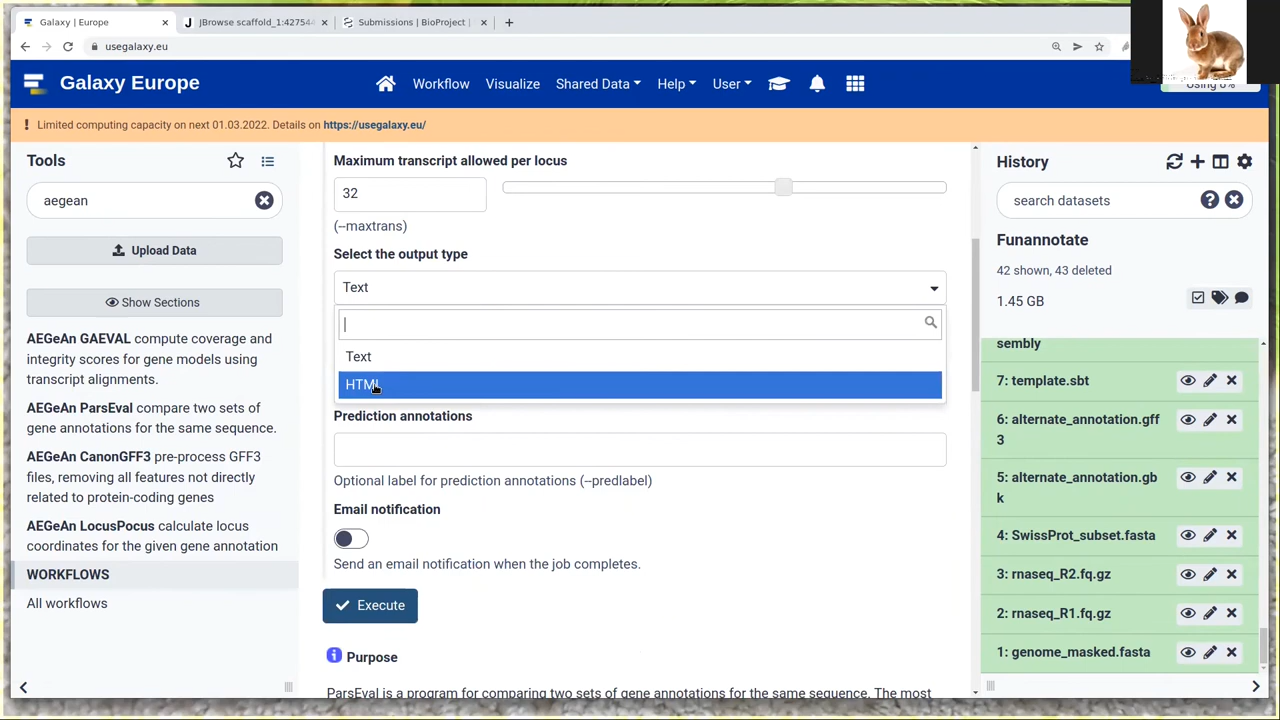 Galaxy | Europe
JBrowse scaffold_1:42754
Submissions | BioProject |
usegalaxy.eu
Galaxy Europe
Workflow
Visualize
Shared Data
Help
User
Using 6%
! Limited computing capacity on next 01.03.2022. Details on https://usegalaxy.eu/
Tools
aegean
Upload Data
Show Sections
AEGeAn GAEVAL compute coverage and
integrity scores for gene models using
transcript alignments.
AEGeAn ParsEval compare two sets of
gene annotations for the same sequence.
AEGeAn CanonGFF3 pre-process GFF3
files, removing all features not directly
related to protein-coding genes
AEGeAn LocusPocus calculate locus
coordinates for the given gene annotation
WORKFLOWS
All workflows
Maximum transcript allowed per locus
32
(--maxtrans)
Select the output type
Text
Text
HTML
Prediction annotations
Optional label for prediction annotations (--predlabel)
Email notification
Send an email notification when the job completes.
Execute
Purpose
ParsEval is a program for comparing two sets of gene annotations for the same sequence. The most
History
search datasets
Funannotate
42 shown, 43 deleted
1.45 GB
sembly
7: template.sbt
6: alternate_annotation.gff
3
5: alternate_annotation.gb
k
4: SwissProt_subset.fasta
3: rnaseq_R2.fq.gz
2: rnaseq_R1.fq.gz
1: genome_masked.fasta